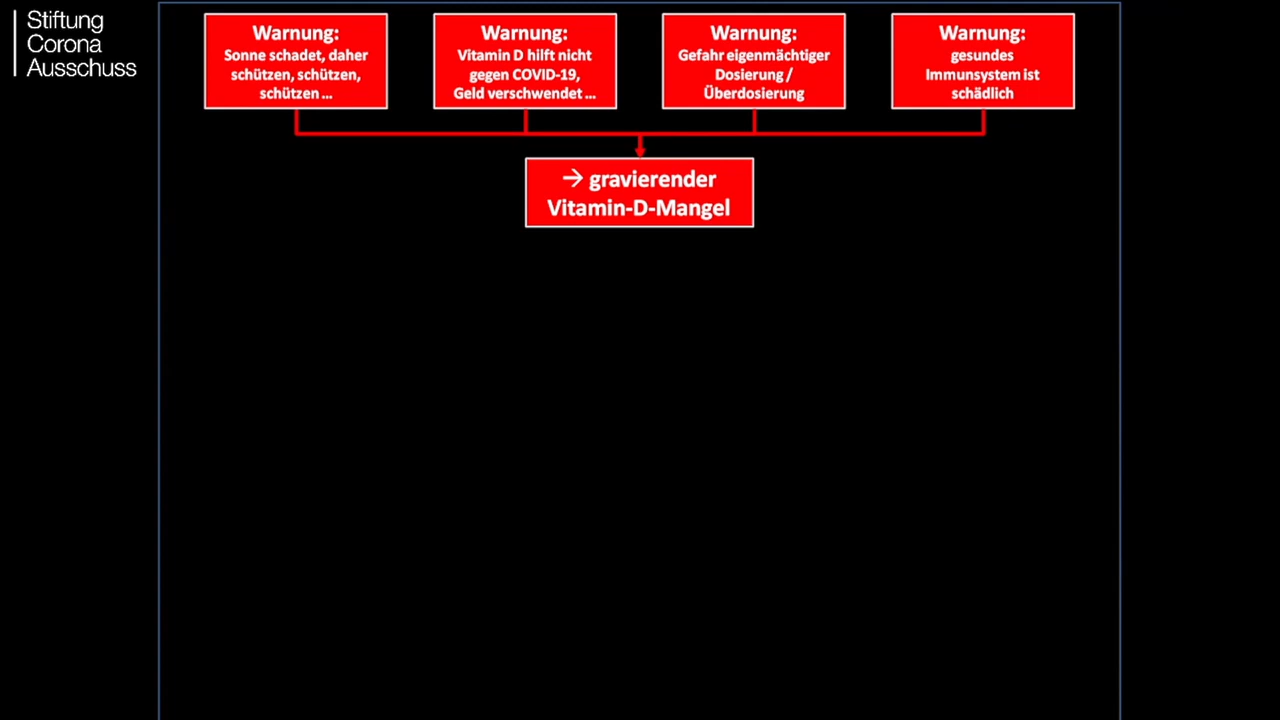 Stiftung
Corona
Ausschuss
Warnung:
Sonne schadet, daher
schützen, schützen,
schützen ...
Warnung:
Vitamin D hilft nicht
gegen COVID-19,
Geld verschwendet ...
Warnung:
Gefahr eigenmächtiger
Dosierung /
Überdosierung
Warnung:
gesundes
Immunsystem ist
schädlich
→ gravierender
Vitamin-D-Mangel